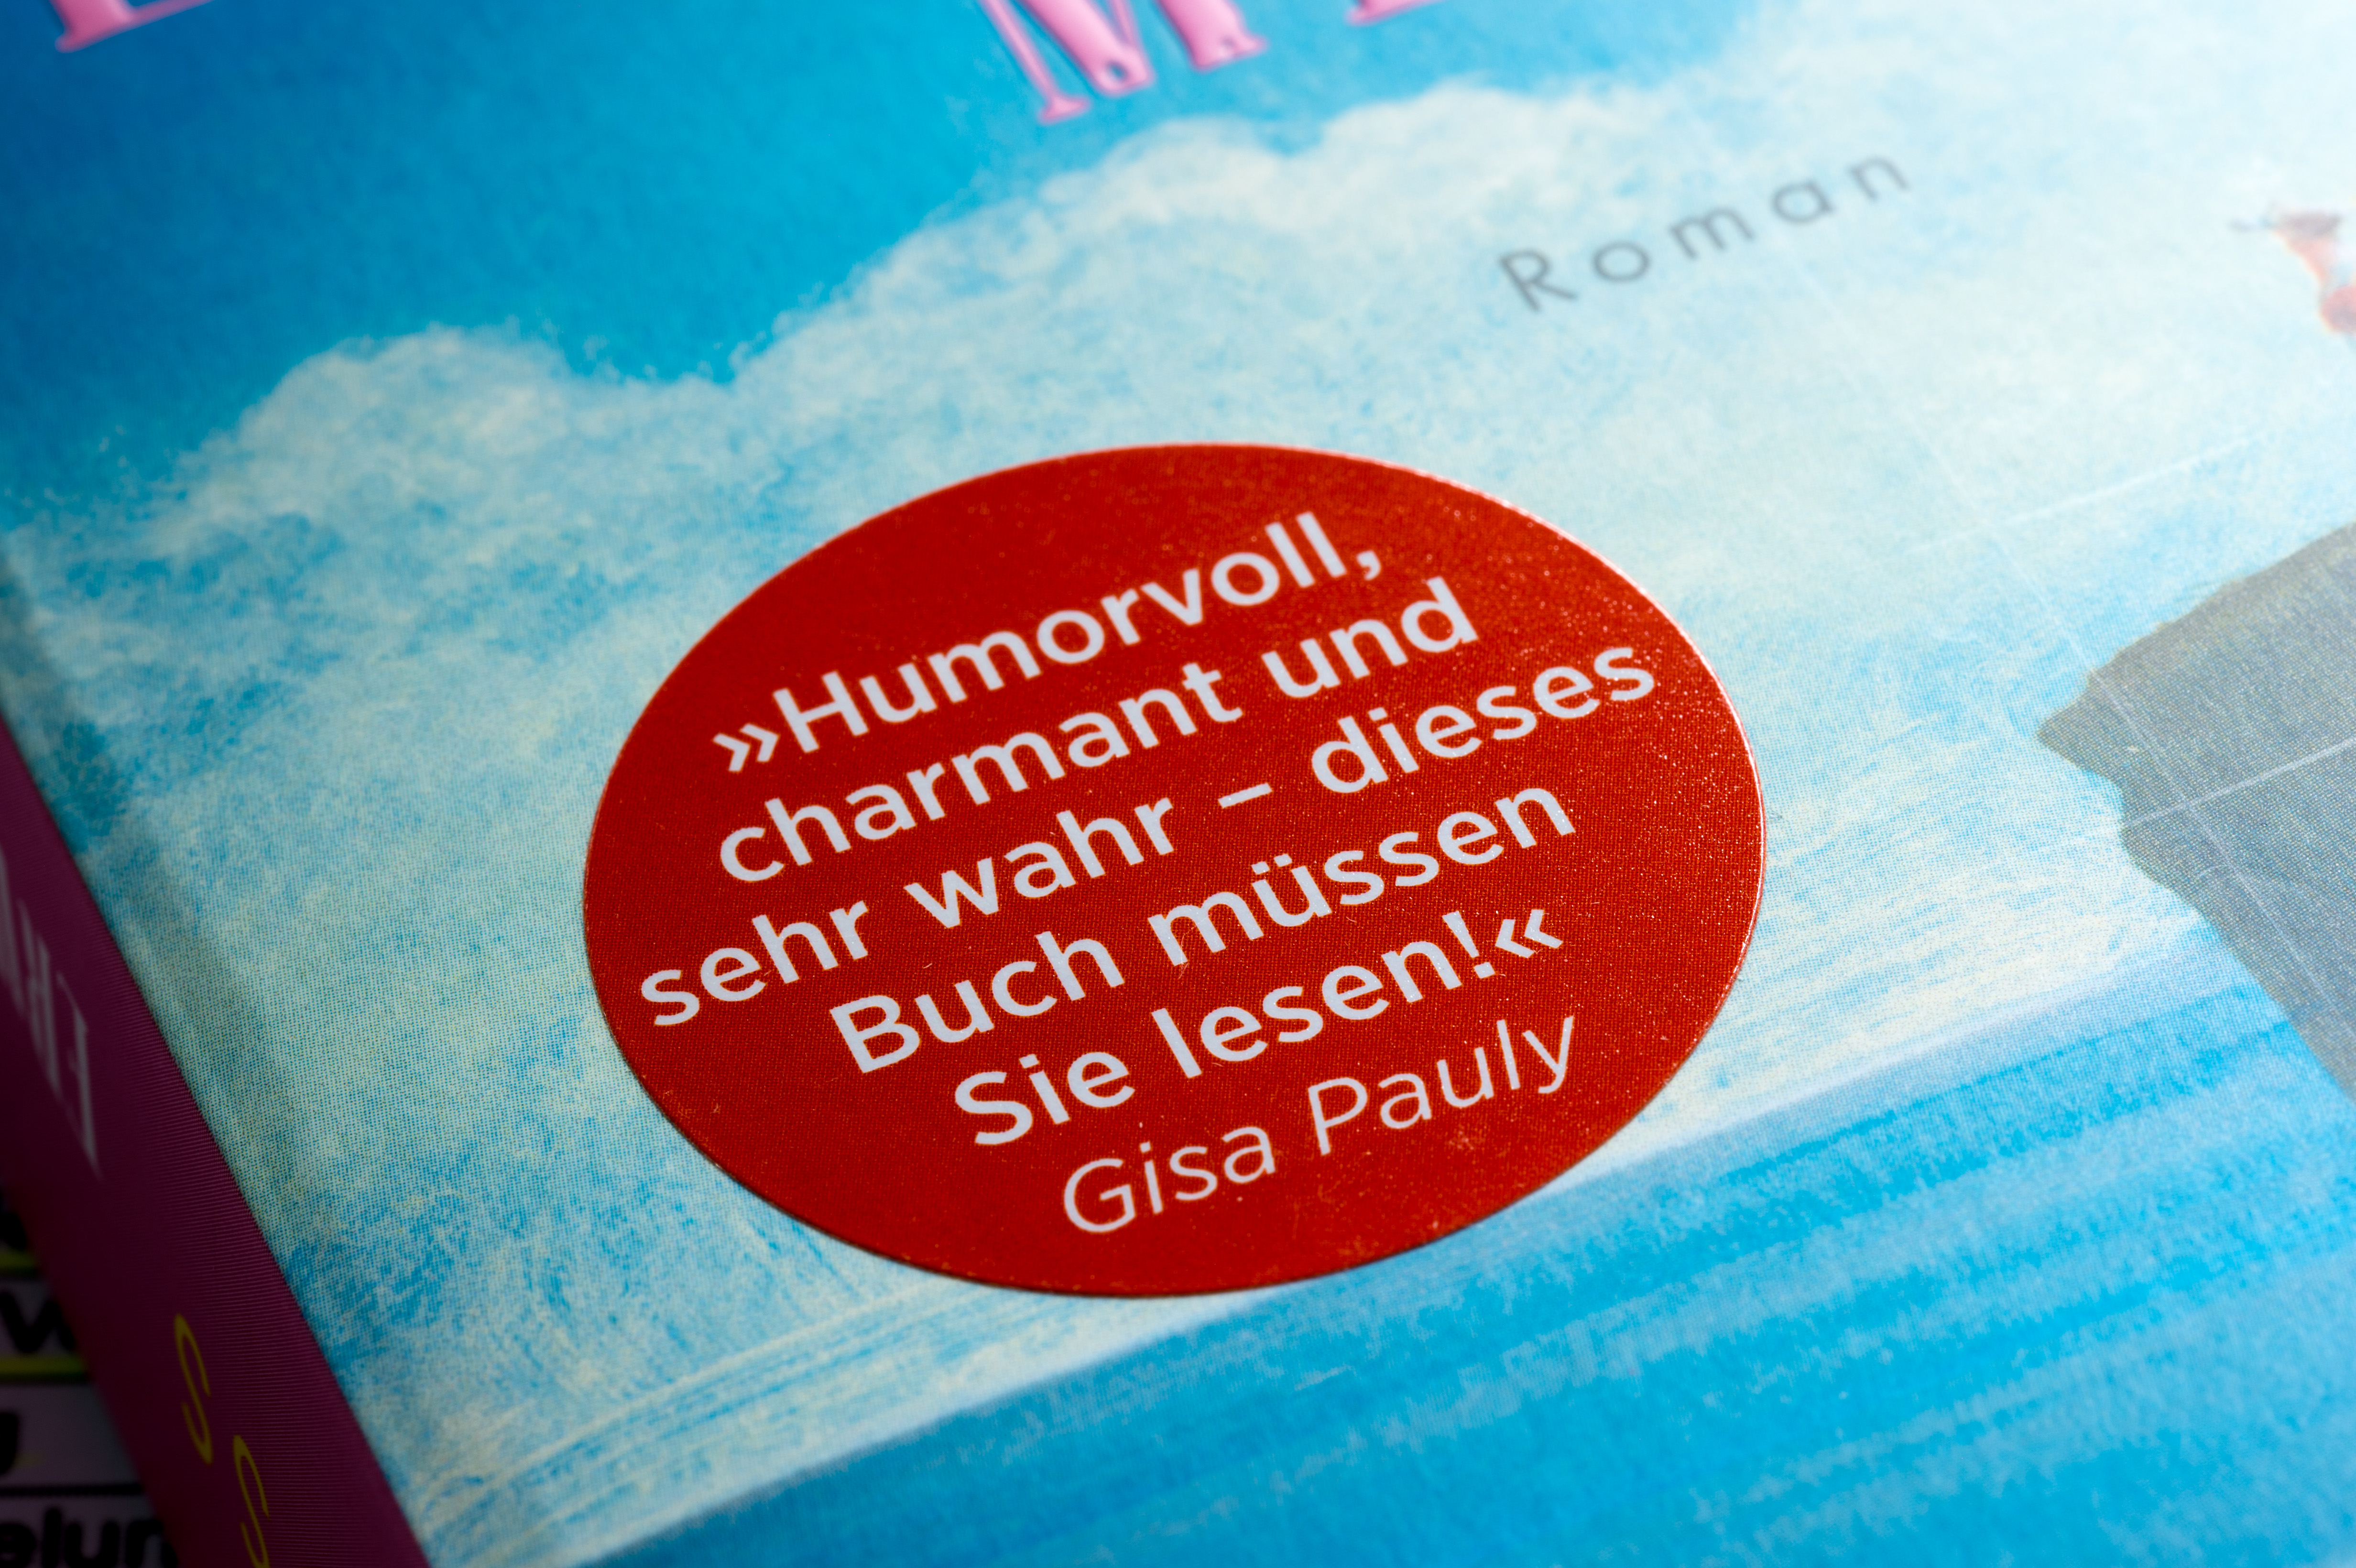 Roman
»Humorvoll,
charmant und
sehr wahr – dieses
Buch müssen
Sie lesen!«
Gisa Pauly